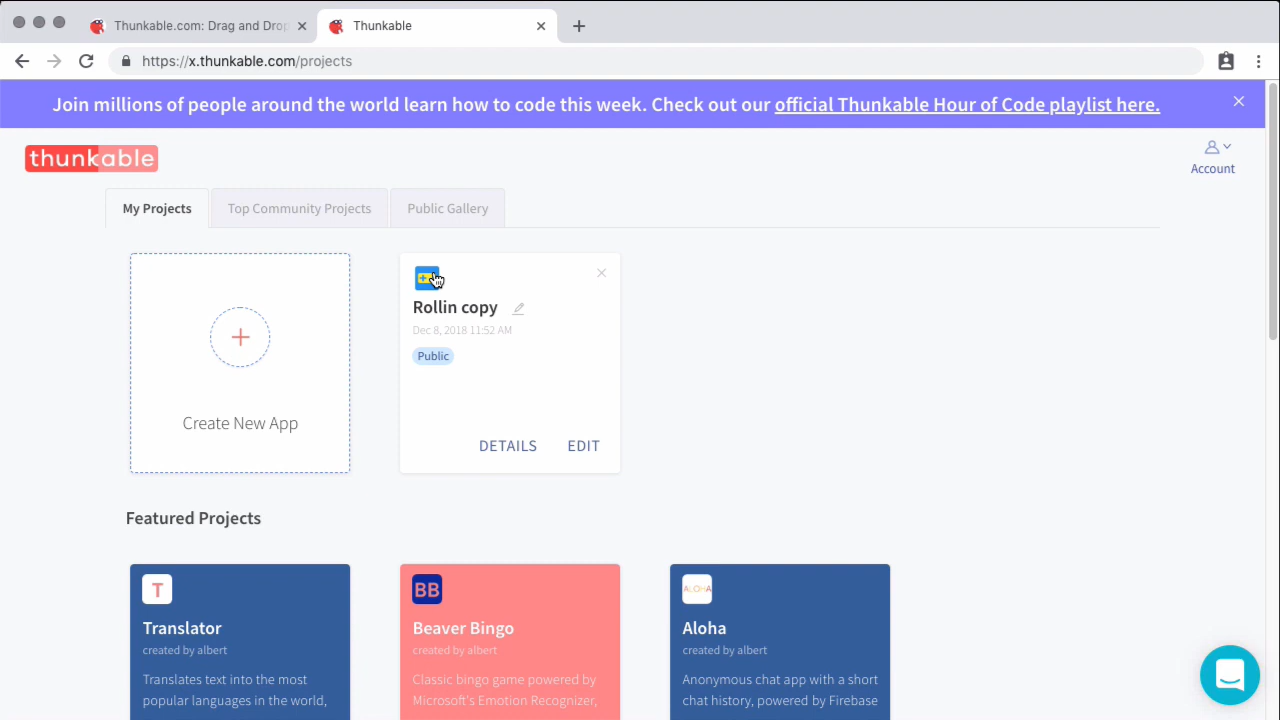 Thunkable.com: Drag and Drop
Thunkable
https://x.thunkable.com/projects
Join millions of people around the world learn how to code this week. Check out our official Thunkable Hour of Code playlist here.
thunkable
Account
My Projects
Top Community Projects
Public Gallery
Create New App
Rollin copy
Dec 8, 2018 11:52 AM
Public
DETAILS
EDIT
Featured Projects
T
Translator
created by albert
Translates text into the most
popular languages in the world,
BB
Beaver Bingo
created by albert
Classic bingo game powered by
Microsoft's Emotion Recognizer,
ALOHA
Aloha
created by albert
Anonymous chat app with a short
chat history, powered by Firebase